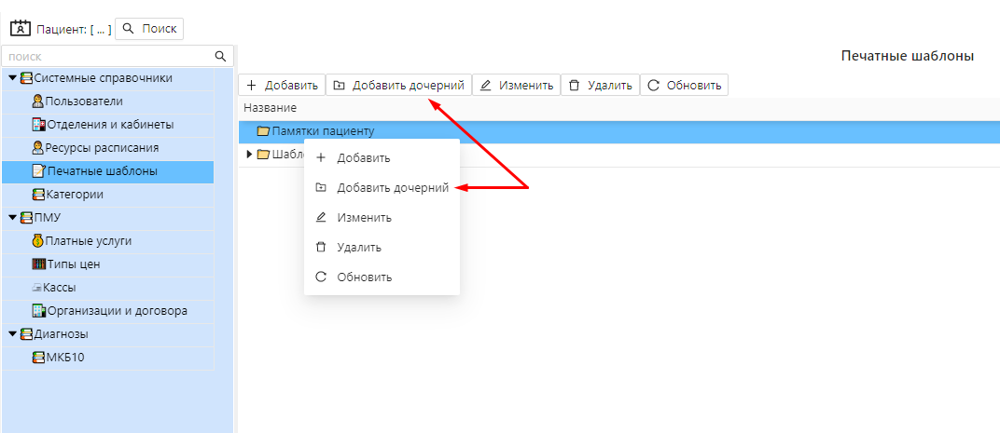 Пациент: [ ... ] Поиск
поиск
Печатные шаблоны
Системные справочники
Пользователи
Отделения и кабинеты
Ресурсы расписания
Печатные шаблоны
Категории
ПМУ
Платные услуги
Типы цен
Кассы
Организации и договора
Диагнозы
МКБ10
Добавить Добавить дочерний Изменить Удалить Обновить
Название
Памятки пациенту
Добавить
Добавить дочерний
Изменить
Удалить
Обновить